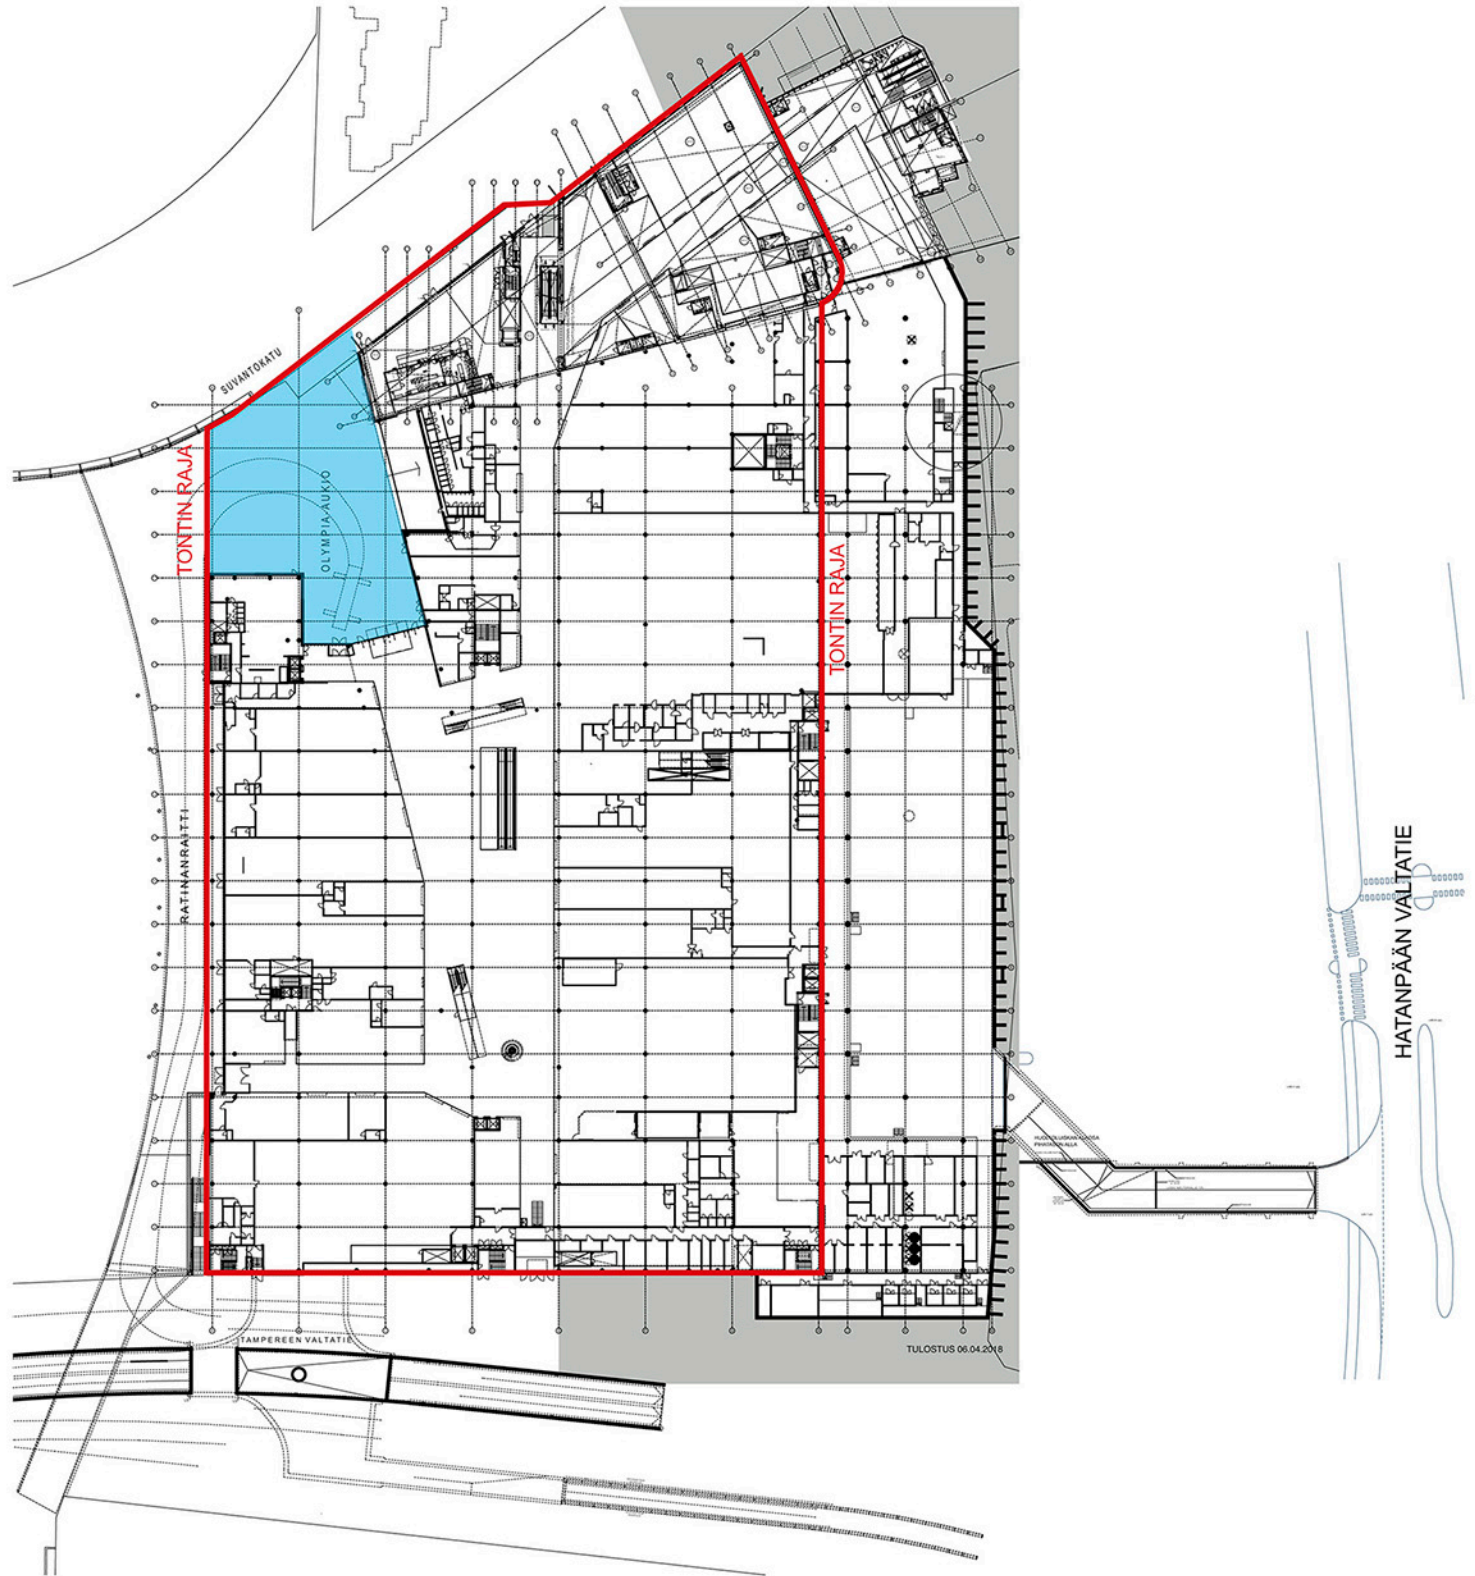 SUVANTOKATU
TONTIN RAJA
OLYMPIA-AUKIO
TONTIN RAJA
RATINANRAITTI
HATANPÄÄN VALTATIE
TAMPEREEN VALTATIE
TULOSTUS 06.04.2018